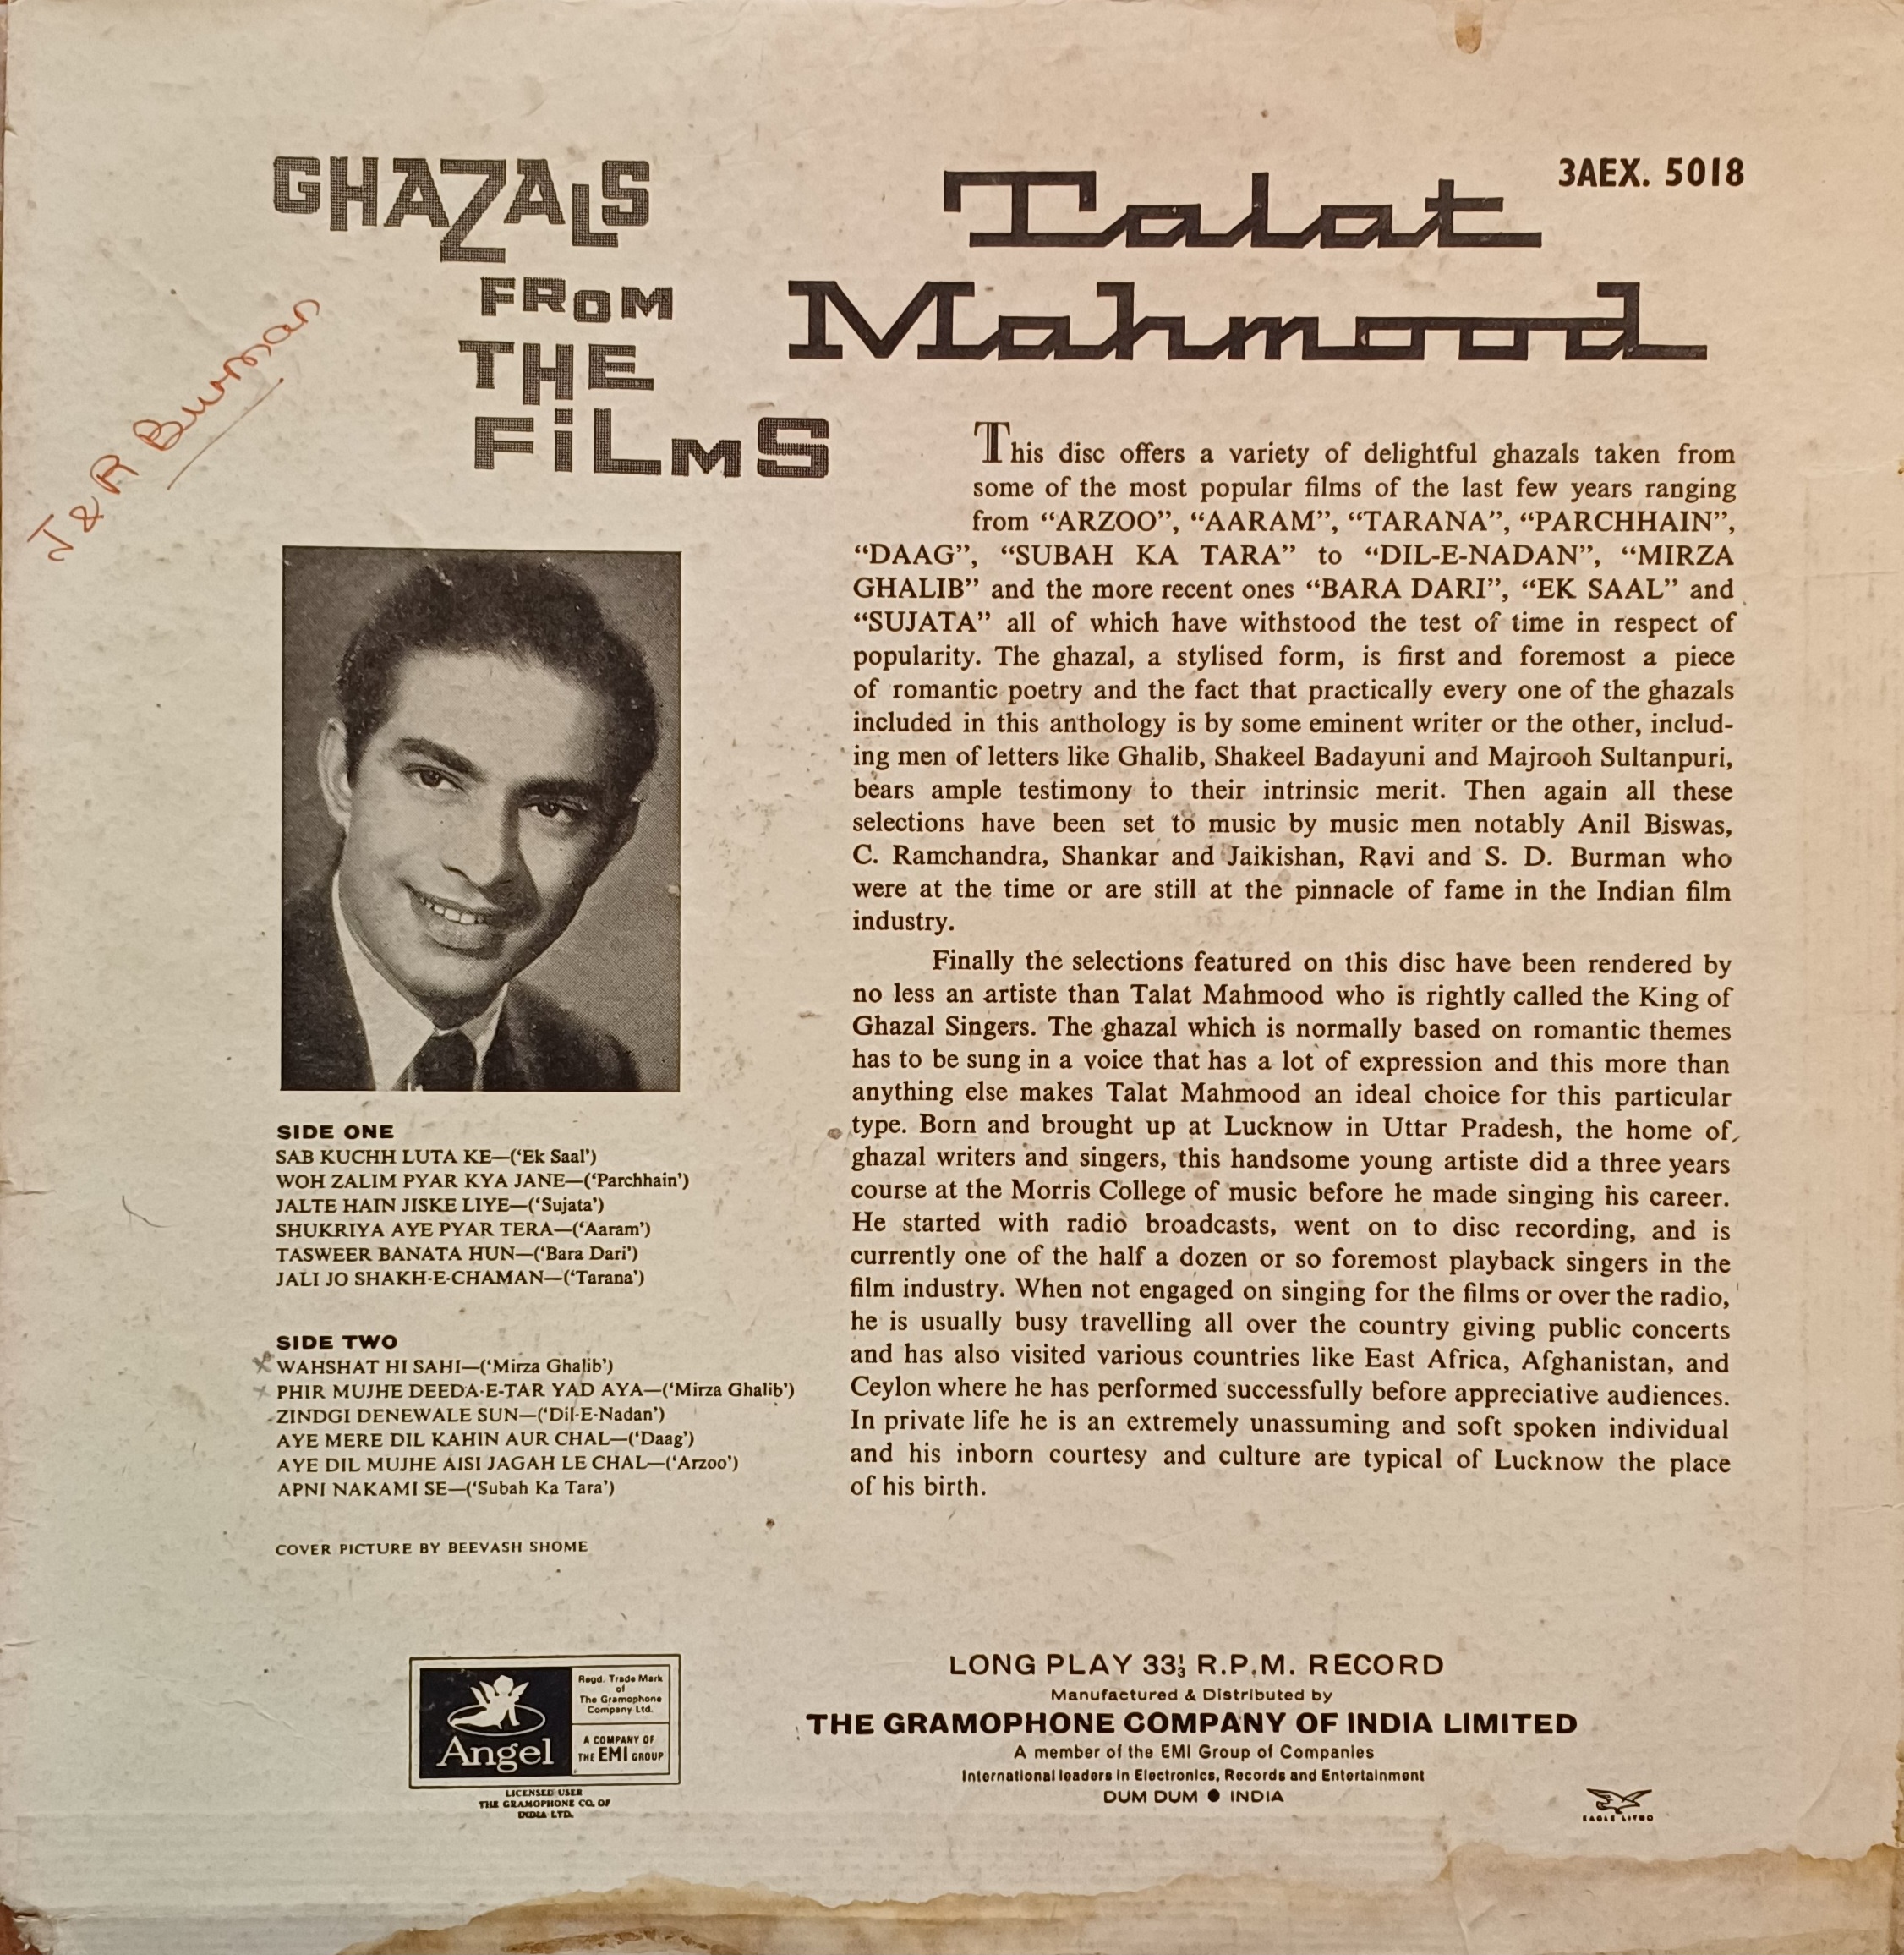 GHAZALS
FROM
THE
FiLMS
Talat
Mahmood
3AEX. 5018
J & R Burman
This disc offers a variety of delightful ghazals taken from
some of the most popular films of the last few years ranging
from “ARZOO”, “AARAM”, “TARANA”, “PARCHHAIN”,
“DAAG”, “SUBAH KA TARA” to “DIL-E-NADAN”, “MIRZA
GHALIB” and the more recent ones “BARA DARI”, “EK SAAL” and
“SUJATA” all of which have withstood the test of time in respect of
popularity. The ghazal, a stylised form, is first and foremost a piece
of romantic poetry and the fact that practically every one of the ghazals
included in this anthology is by some eminent writer or the other, includ-
ing men of letters like Ghalib, Shakeel Badayuni and Majrooh Sultanpuri,
bears ample testimony to their intrinsic merit. Then again all these
selections have been set to music by music men notably Anil Biswas,
C. Ramchandra, Shankar and Jaikishan, Ravi and S. D. Burman who
were at the time or are still at the pinnacle of fame in the Indian film
industry.
Finally the selections featured on this disc have been rendered by
no less an artiste than Talat Mahmood who is rightly called the King of
Ghazal Singers. The ghazal which is normally based on romantic themes
has to be sung in a voice that has a lot of expression and this more than
anything else makes Talat Mahmood an ideal choice for this particular
type. Born and brought up at Lucknow in Uttar Pradesh, the home of
ghazal writers and singers, this handsome young artiste did a three years
course at the Morris College of music before he made singing his career.
He started with radio broadcasts, went on to disc recording, and is
currently one of the half a dozen or so foremost playback singers in the
film industry. When not engaged on singing for the films or over the radio,
he is usually busy travelling all over the country giving public concerts
and has also visited various countries like East Africa, Afghanistan, and
Ceylon where he has performed successfully before appreciative audiences.
In private life he is an extremely unassuming and soft spoken individual
and his inborn courtesy and culture are typical of Lucknow the place
of his birth.
SIDE ONE
SAB KUCHH LUTA KE—(‘Ek Saal’)
WOH ZALIM PYAR KYA JANE—(‘Parchhain’)
JALTE HAIN JISKE LIYE—(‘Sujata’)
SHUKRIYA AYE PYAR TERA—(‘Aaram’)
TASWEER BANATA HUN—(‘Bara Dari’)
JALI JO SHAKH-E-CHAMAN—(‘Tarana’)
SIDE TWO
WAHSHAT HI SAHI—(‘Mirza Ghalib’)
PHIR MUJHE DEEDA-E-TAR YAD AYA—(‘Mirza Ghalib’)
ZINDGI DENEWALE SUN—(‘Dil-E-Nadan’)
AYE MERE DIL KAHIN AUR CHAL—(‘Daag’)
AYE DIL MUJHE AISI JAGAH LE CHAL—(‘Arzoo’)
APNI NAKAMI SE—(‘Subah Ka Tara’)
COVER PICTURE BY BEEVASH SHOME
Angel
Regd. Trade Mark
of
The Gramophone
Company Ltd.
A COMPANY OF
THE EMI GROUP
LICENSED USER
THE GRAMOPHONE CO. OF
INDIA LTD.
LONG PLAY 33⅓ R.P.M. RECORD
Manufactured & Distributed by
THE GRAMOPHONE COMPANY OF INDIA LIMITED
A member of the EMI Group of Companies
International leaders in Electronics, Records and Entertainment
DUM DUM ● INDIA
EAGLE LITHO